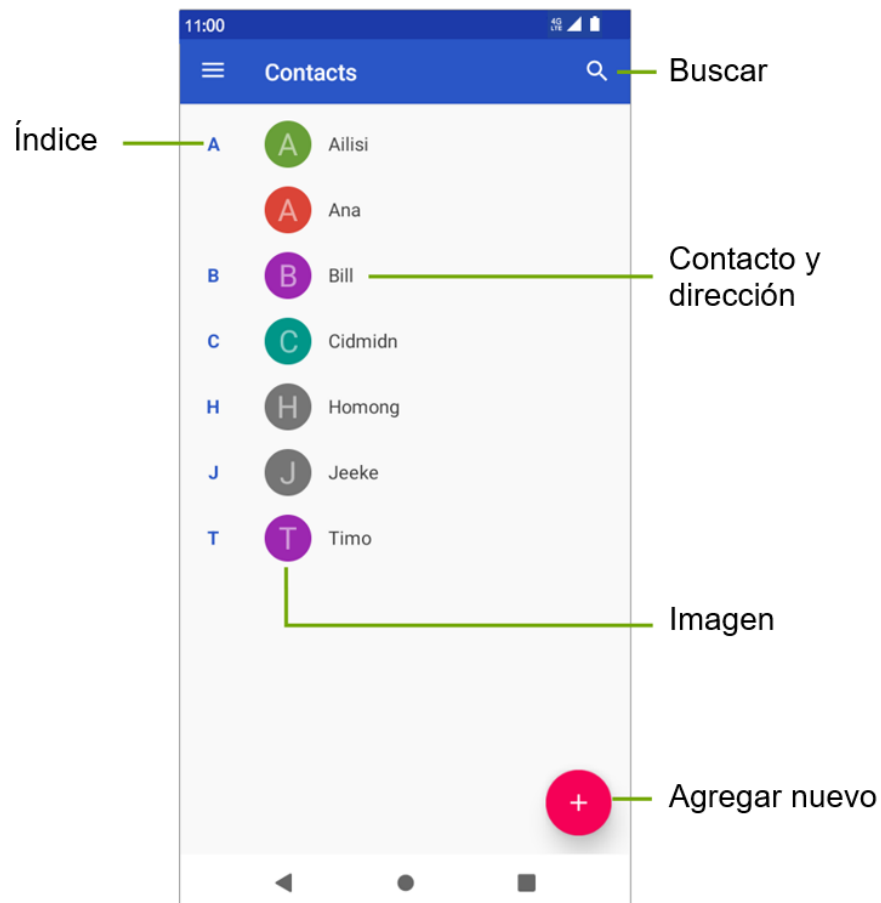 11:00 4G LTE
Contacts
Buscar
Índice
A A Ailisi
A Ana
B B Bill
Contacto y
dirección
C C Cidmidn
H H Homong
J J Jeeke
T T Timo
Imagen
+
Agregar nuevo